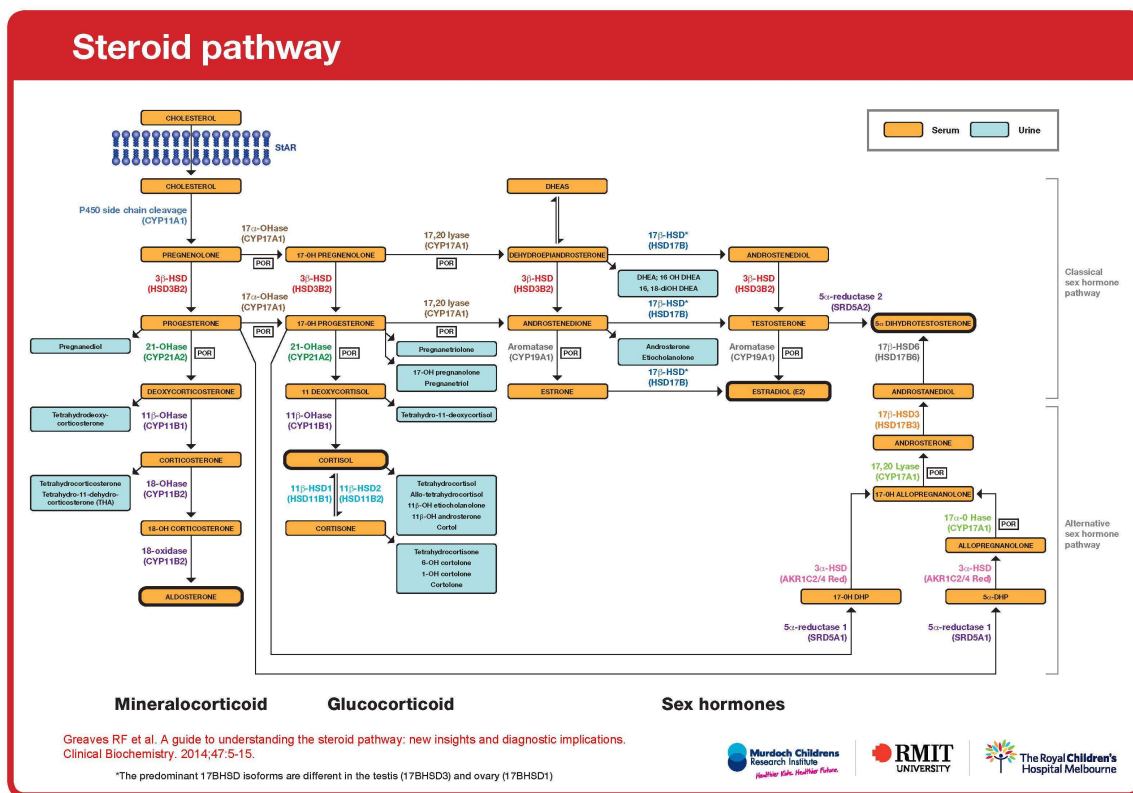 Steroid pathway
CHOLESTEROL
StAR
Serum
Urine
CHOLESTEROL
DHEAS
P450 side chain cleavage
(CYP11A1)
17α-OHase
(CYP17A1)
17,20 lyase
(CYP17A1)
17β-HSD*
(HSD17B)
PREGNENOLONE
POR
17-OH PREGNENOLONE
POR
DEHYDROEPIANDROSTERONE
ANDROSTENEDIOL
3β-HSD
(HSD3B2)
3β-HSD
(HSD3B2)
3β-HSD
(HSD3B2)
DHEA; 16 OH DHEA
16, 18-diOH DHEA
3β-HSD
(HSD3B2)
Classical
sex hormone
pathway
17α-OHase
(CYP17A1)
17,20 lyase
(CYP17A1)
17β-HSD*
(HSD17B)
5α-reductase 2
(SRD5A2)
PROGESTERONE
POR
17-OH PROGESTERONE
POR
ANDROSTENEDIONE
TESTOSTERONE
5α DIHYDROTESTOSTERONE
Pregnanediol
21-OHase
(CYP21A2)
POR
21-OHase
(CYP21A2)
POR
Pregnanetriolone
Aromatase
(CYP19A1)
POR
Androsterone
Etiocholanolone
Aromatase
(CYP19A1)
POR
17β-HSD6
(HSD17B6)
17-OH pregnanolone
Pregnanetriol
17β-HSD*
(HSD17B)
DEOXYCORTICOSTERONE
11 DEOXYCORTISOL
ESTRONE
ESTRADIOL (E2)
ANDROSTANEDIOL
Tetrahydrodeoxy-
corticosterone
11β-OHase
(CYP11B1)
11β-OHase
(CYP11B1)
Tetrahydro-11-deoxycortisol
17β-HSD3
(HSD17B3)
ANDROSTERONE
CORTICOSTERONE
CORTISOL
17,20 Lyase
(CYP17A1)
POR
Tetrahydrocorticosterone
Tetrahydro-11-dehydro-
corticosterone (THA)
18-OHase
(CYP11B2)
11β-HSD1
(HSD11B1)
11β-HSD2
(HSD11B2)
Tetrahydrocortisol
Allo-tetrahydrocortisol
11β-OH etiocholanolone
11β-OH androsterone
Cortol
17-OH ALLOPREGNANOLONE
17α-0 Hase
(CYP17A1)
POR
Alternative
sex hormone
pathway
18-OH CORTICOSTERONE
CORTISONE
ALLOPREGNANOLONE
18-oxidase
(CYP11B2)
Tetrahydrocortisone
6-OH cortolone
1-OH cortolone
Cortolone
3α-HSD
(AKR1C2/4 Red)
3α-HSD
(AKR1C2/4 Red)
ALDOSTERONE
17-OH DHP
5α-DHP
5α-reductase 1
(SRD5A1)
5α-reductase 1
(SRD5A1)
Mineralocorticoid
Glucocorticoid
Sex hormones
Greaves RF et al. A guide to understanding the steroid pathway: new insights and diagnostic implications.
Clinical Biochemistry. 2014;47:5-15.
*The predominant 17BHSD isoforms are different in the testis (17BHSD3) and ovary (17BHSD1)
Murdoch Childrens
Research Institute
Healthier Kids. Healthier Future.
RMIT
UNIVERSITY
The Royal Children's
Hospital Melbourne